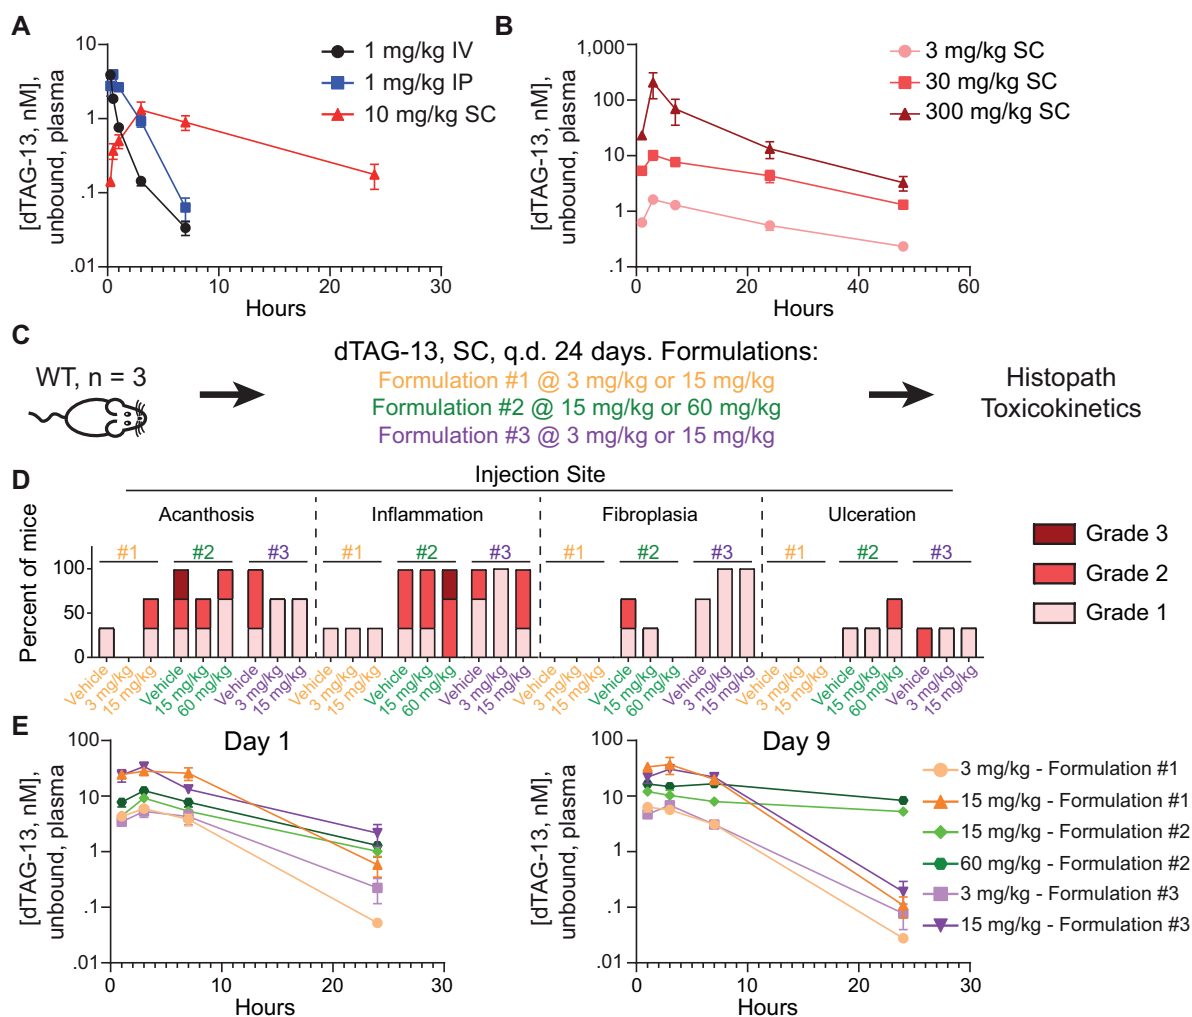 A
[dTAG-13, nM],
unbound, plasma
10
1
.1
.01
0
10
20
30
Hours
1 mg/kg IV
1 mg/kg IP
10 mg/kg SC
B
[dTAG-13, nM],
unbound, plasma
1,000
100
10
1
.1
0
20
40
60
Hours
3 mg/kg SC
30 mg/kg SC
300 mg/kg SC
C
WT, n = 3
dTAG-13, SC, q.d. 24 days. Formulations:
Formulation #1 @ 3 mg/kg or 15 mg/kg
Formulation #2 @ 15 mg/kg or 60 mg/kg
Formulation #3 @ 3 mg/kg or 15 mg/kg
Histopath
Toxicokinetics
D
Injection Site
Acanthosis
Inflammation
Fibroplasia
Ulceration
#1
#2
#3
#1
#2
#3
#1
#2
#3
#1
#2
#3
Percent of mice
100
50
0
Vehicle
3 mg/kg
15 mg/kg
Vehicle
15 mg/kg
60 mg/kg
Vehicle
3 mg/kg
15 mg/kg
Vehicle
3 mg/kg
15 mg/kg
Vehicle
15 mg/kg
60 mg/kg
Vehicle
3 mg/kg
15 mg/kg
Vehicle
3 mg/kg
15 mg/kg
Vehicle
15 mg/kg
60 mg/kg
Vehicle
3 mg/kg
15 mg/kg
Vehicle
3 mg/kg
15 mg/kg
Vehicle
15 mg/kg
60 mg/kg
Vehicle
3 mg/kg
15 mg/kg
Grade 3
Grade 2
Grade 1
E
Day 1
[dTAG-13, nM],
unbound, plasma
100
10
1
.1
.01
0
10
20
30
Hours
Day 9
[dTAG-13, nM],
unbound, plasma
100
10
1
.1
.01
0
10
20
30
Hours
3 mg/kg - Formulation #1
15 mg/kg - Formulation #1
15 mg/kg - Formulation #2
60 mg/kg - Formulation #2
3 mg/kg - Formulation #3
15 mg/kg - Formulation #3